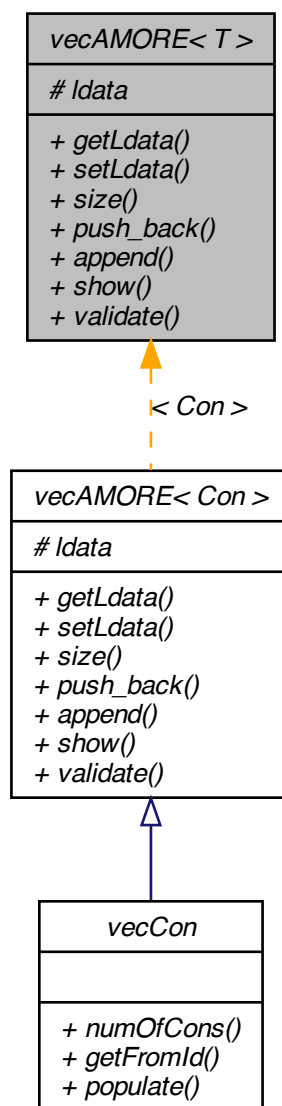 vecAMORE< T >
# ldata
+ getLdata()
+ setLdata()
+ size()
+ push_back()
+ append()
+ show()
+ validate()
< Con >
vecAMORE< Con >
# ldata
+ getLdata()
+ setLdata()
+ size()
+ push_back()
+ append()
+ show()
+ validate()
vecCon
+ numOfCons()
+ getFromId()
+ populate()